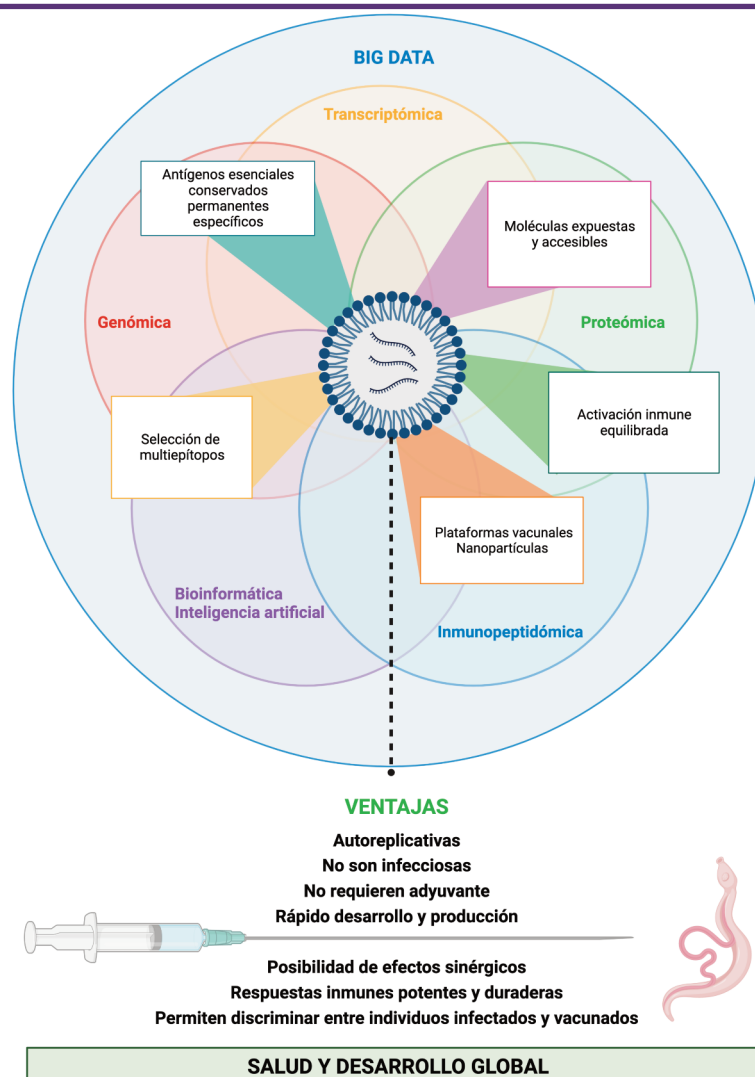 BIG DATA
Transcriptómica
Antígenos esenciales
conservados
permanentes
específicos
Moléculas expuestas
y accesibles
Genómica
Proteómica
Selección de
multiepítopos
Activación inmune
equilibrada
Plataformas vacunales
Nanopartículas
Bioinformática
Inteligencia artificial
Inmunopeptidómica
VENTAJAS
Autoreplicativas
No son infecciosas
No requieren adyuvante
Rápido desarrollo y producción
Posibilidad de efectos sinérgicos
Respuestas inmunes potentes y duraderas
Permiten discriminar entre individuos infectados y vacunados
SALUD Y DESARROLLO GLOBAL